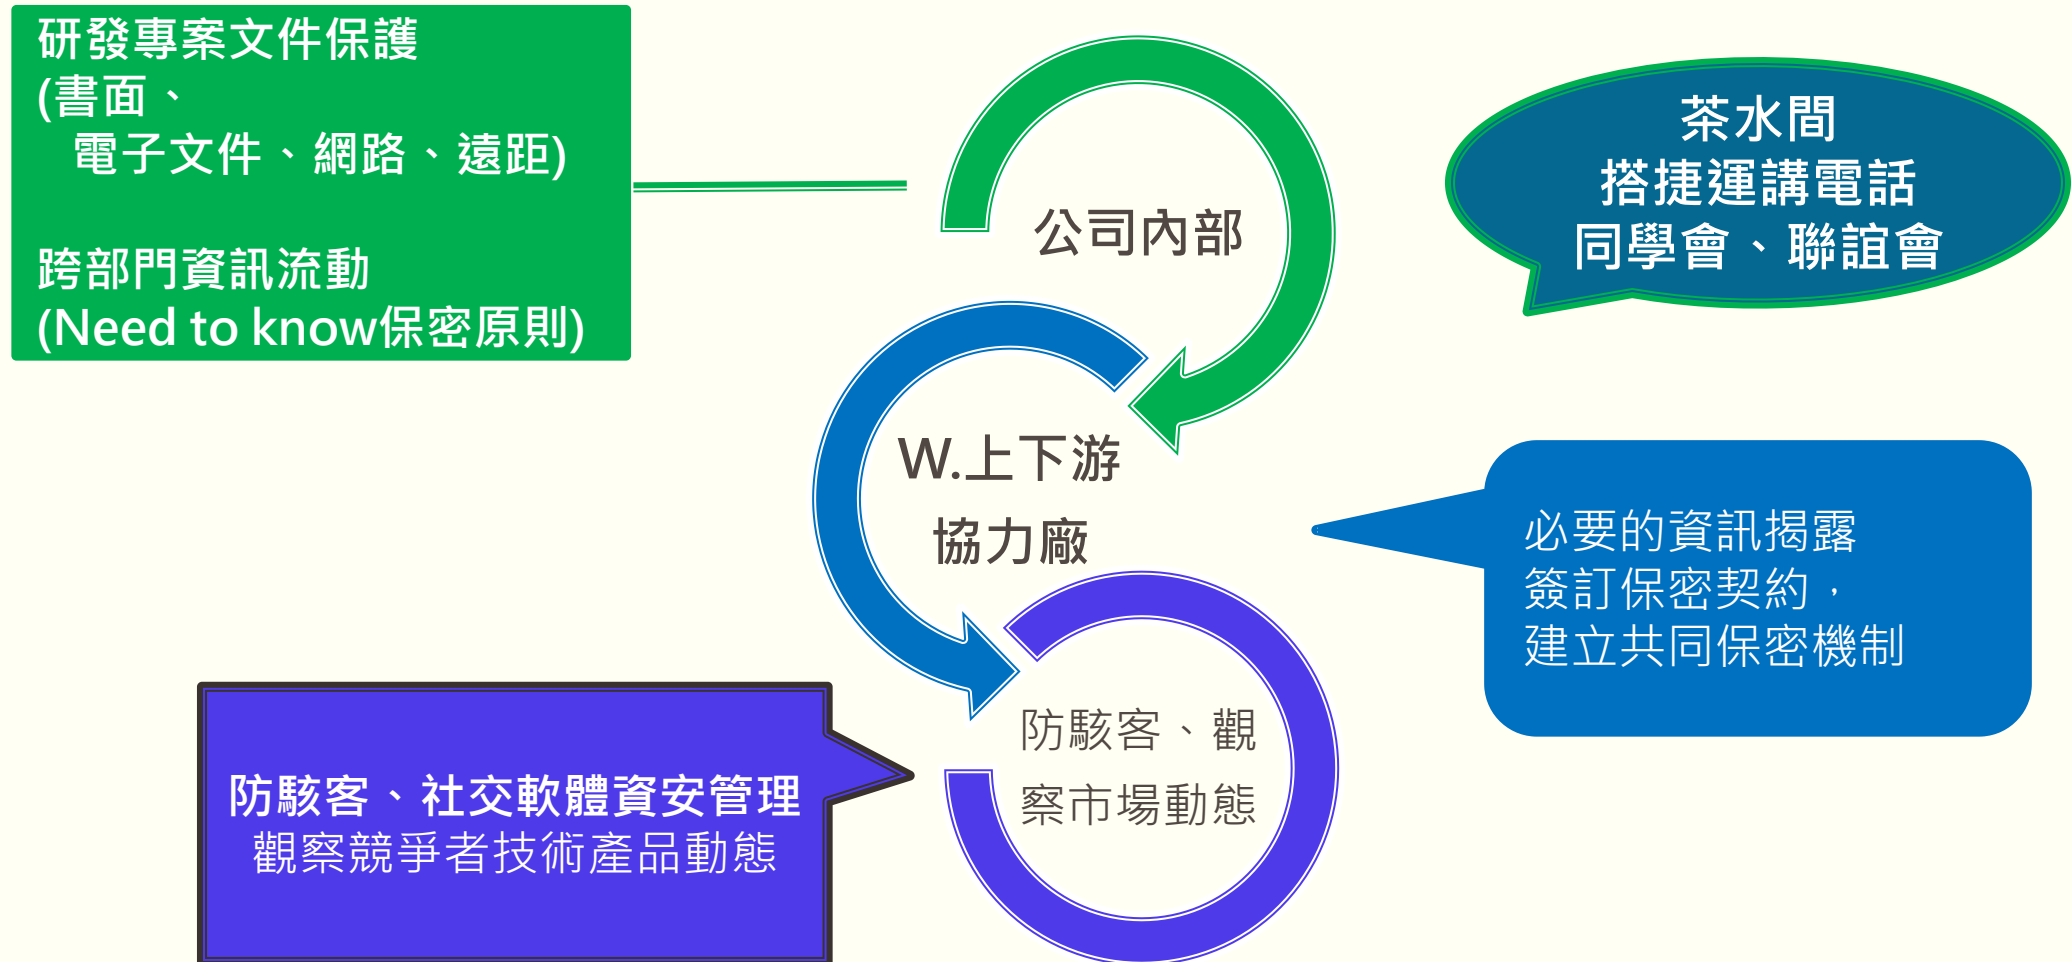 研發專案文件保護
(書面、
電子文件、網路、遠距)
跨部門資訊流動
(Need to know保密原則)
公司內部
茶水間
搭捷運講電話
同學會、聯誼會
W.上下游
協力廠
必要的資訊揭露
簽訂保密契約，
建立共同保密機制
防駭客、觀
察市場動態
防駭客、社交軟體資安管理
觀察競爭者技術產品動態